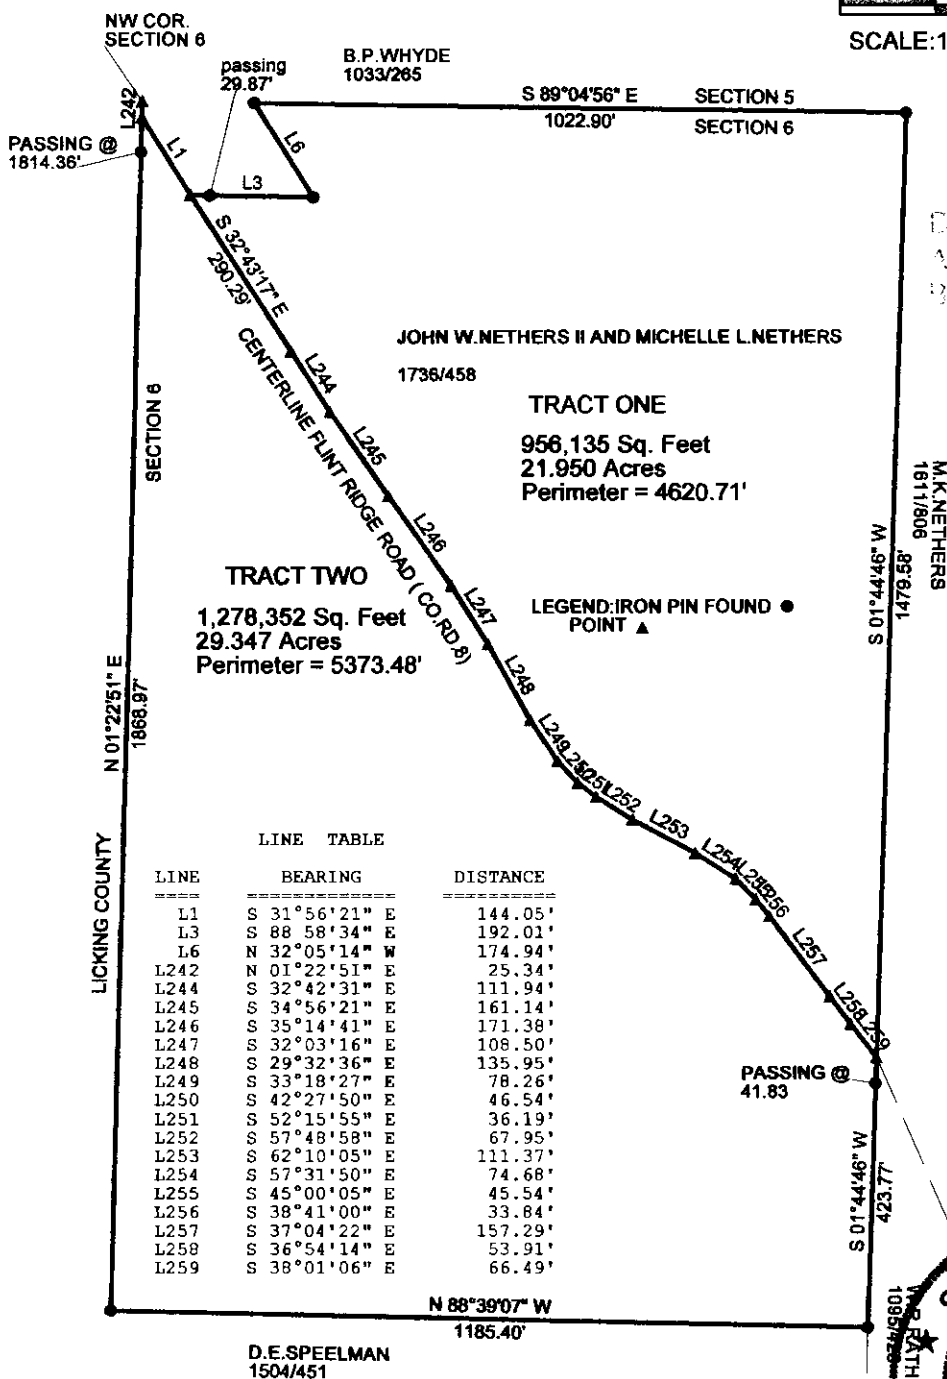 NW COR.
SECTION 6
SCALE:1
B.P.WHYDE
1033/265
passing
29.87'
S 89°04'56" E
1022.90'
SECTION 5
SECTION 6
L242
PASSING @
1814.36'
L1
L6
L3
S 32°43'17" E
290.29'
JOHN W.NETHERS II AND MICHELLE L.NETHERS
1736/458
TRACT ONE
956,135 Sq. Feet
21.950 Acres
Perimeter = 4620.71'
L244
L245
L246
L247
L248
L249
L250
L251
L252
L253
L254
L255
L256
L257
L258
L259
CENTERLINE FLINT RIDGE ROAD ( CO.RD.8)
SECTION 6
M.K.NETHERS
1611/806
S 01°44'46" W
1479.58'
TRACT TWO
1,278,352 Sq. Feet
29.347 Acres
Perimeter = 5373.48'
LEGEND:IRON PIN FOUND
POINT
N 01°22'51" E
1868.97'
LICKING COUNTY
LINE TABLE
LINE BEARING DISTANCE
==== ============= ==========
L1 S 31°56'21" E 144.05'
L3 S 88 58'34" E 192.01'
L6 N 32°05'14" W 174.94'
L242 N 01°22'51" E 25.34'
L244 S 32°42'31" E 111.94'
L245 S 34°56'21" E 161.14'
L246 S 35°14'41" E 171.38'
L247 S 32°03'16" E 108.50'
L248 S 29°32'36" E 135.95'
L249 S 33°18'27" E 78.26'
L250 S 42°27'50" E 46.54'
L251 S 52°15'55" E 36.19'
L252 S 57°48'58" E 67.95'
L253 S 62°10'05" E 111.37'
L254 S 57°31'50" E 74.68'
L255 S 45°00'05" E 45.54'
L256 S 38°41'00" E 33.84'
L257 S 37°04'22" E 157.29'
L258 S 36°54'14" E 53.91'
L259 S 38°01'06" E 66.49'
PASSING @
41.83
S 01°44'46" W
423.77'
N 88°39'07" W
1185.40'
D.E.SPEELMAN
1504/451